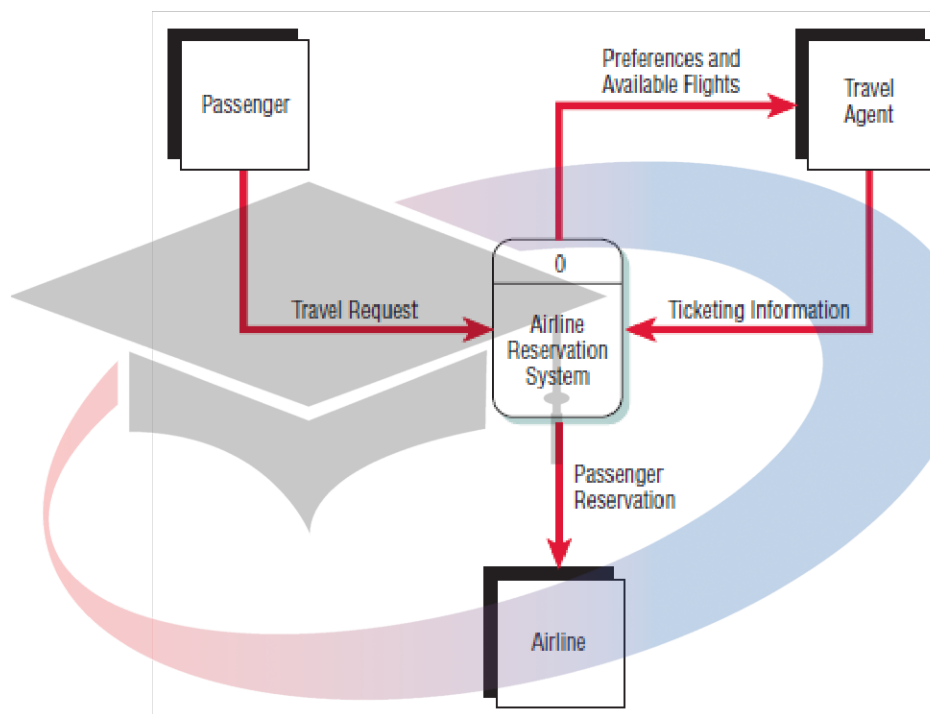 Passenger
Preferences and
Available Flights
Travel
Agent
0
Travel Request
Airline
Reservation
System
Ticketing Information
Passenger
Reservation
Airline